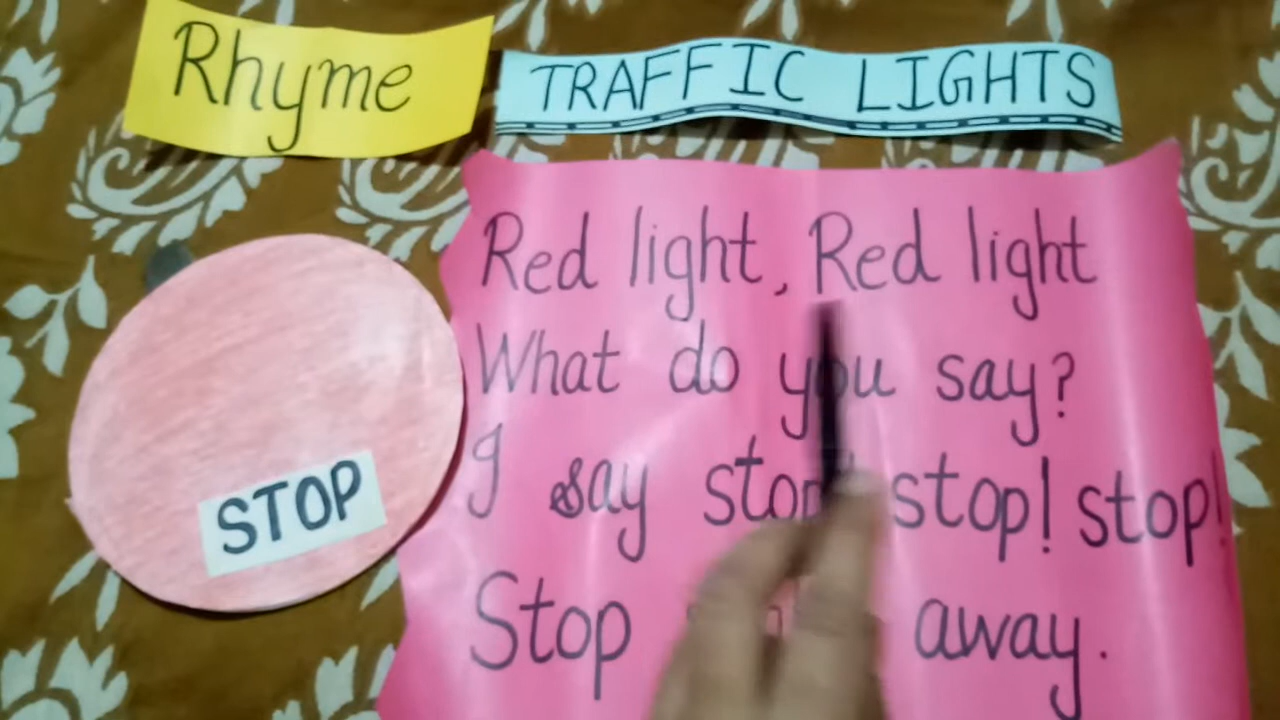 Rhyme
TRAFFIC LIGHTS
Red light, Red light
What do you say?
I say stop! stop! stop!
Stop away.
STOP